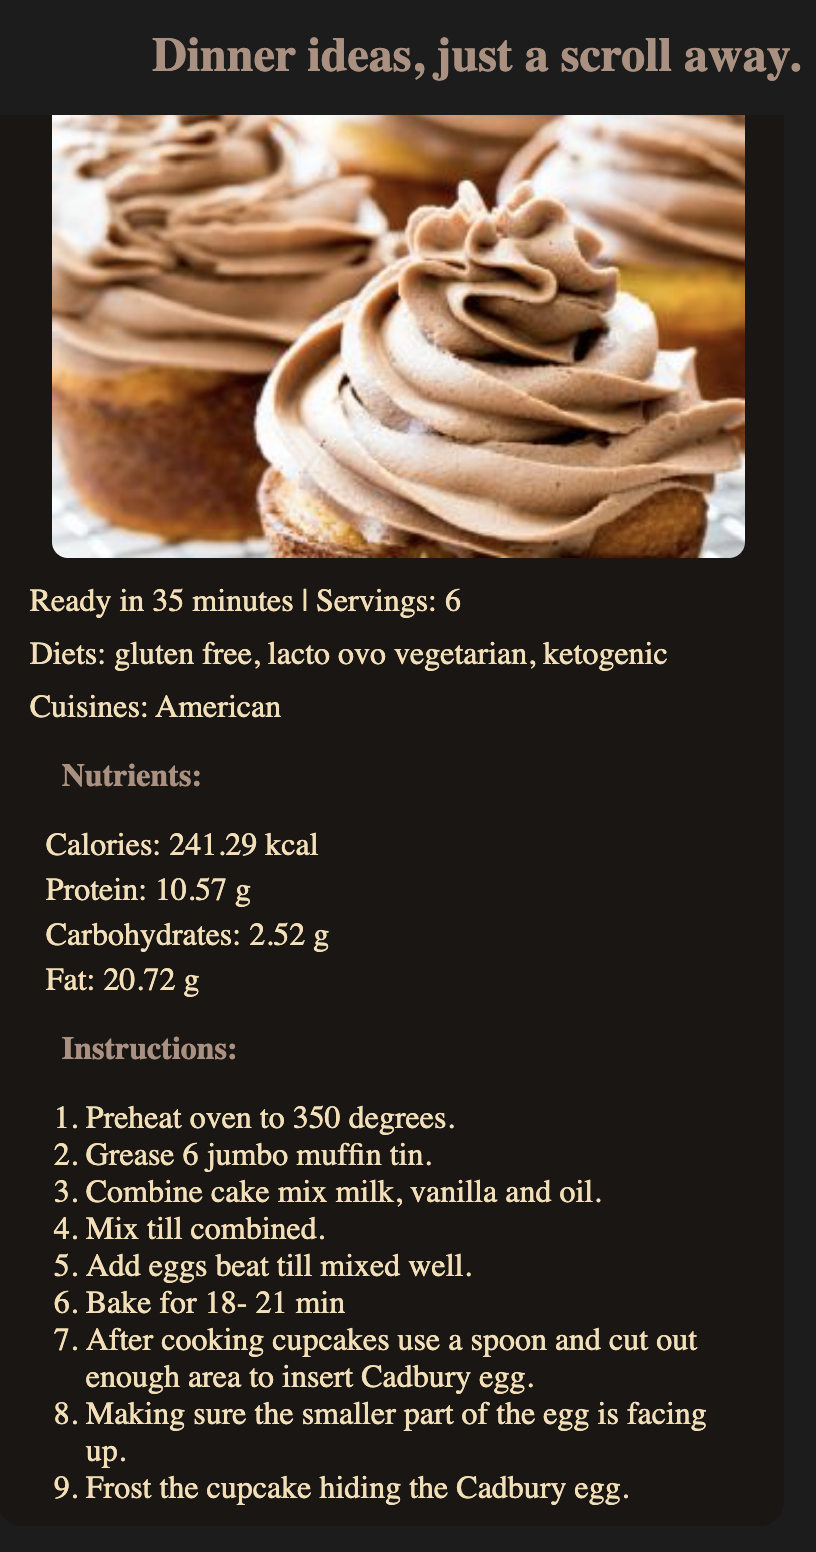 Dinner ideas, just a scroll away.
Ready in 35 minutes | Servings: 6
Diets: gluten free, lacto ovo vegetarian, ketogenic
Cuisines: American
Nutrients:
Calories: 241.29 kcal
Protein: 10.57 g
Carbohydrates: 2.52 g
Fat: 20.72 g
Instructions:
1. Preheat oven to 350 degrees.
2. Grease 6 jumbo muffin tin.
3. Combine cake mix milk, vanilla and oil.
4. Mix till combined.
5. Add eggs beat till mixed well.
6. Bake for 18- 21 min
7. After cooking cupcakes use a spoon and cut out
enough area to insert Cadbury egg.
8. Making sure the smaller part of the egg is facing
up.
9. Frost the cupcake hiding the Cadbury egg.